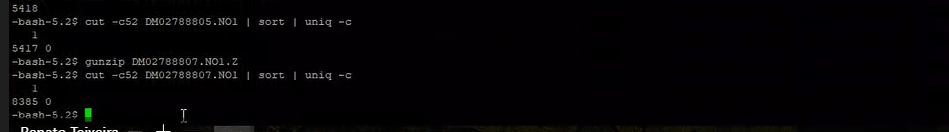 5418
-bash-5.2$ cut -c52 DM02788805.NO1 | sort | uniq -c
1
5417 0
-bash-5.2$ gunzip DM02788807.NO1.Z
-bash-5.2$ cut -c52 DM02788807.NO1 | sort | uniq -c
1
8385 0
-bash-5.2$
Renato Teixeira